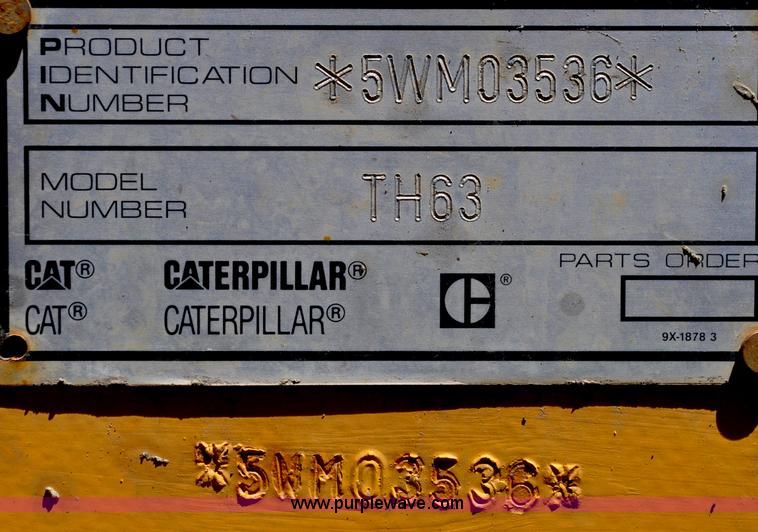 PRODUCT
IDENTIFICATION
NUMBER
*5WM03536*
MODEL
NUMBER
TH63
CAT® CATERPILLAR® ®
CAT® CATERPILLAR®
PARTS ORDER
9X-1878 3
*5WM03536*
www.purplewave.com